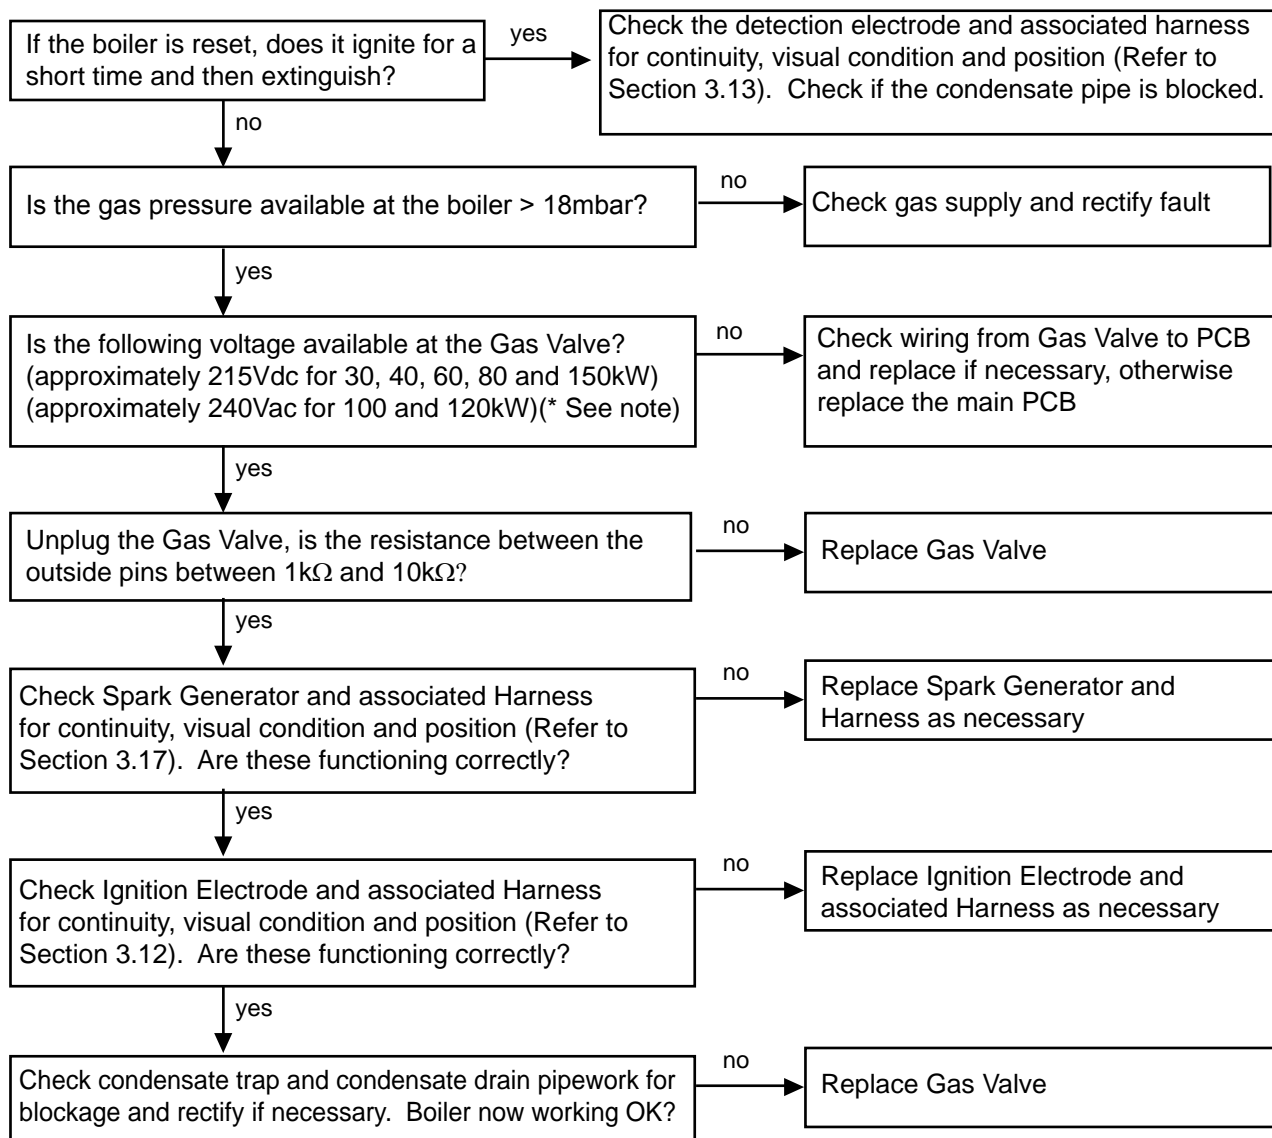 If the boiler is reset, does it ignite for a
short time and then extinguish?
yes
Check the detection electrode and associated harness
for continuity, visual condition and position (Refer to
Section 3.13).  Check if the condensate pipe is blocked.
no
Is the gas pressure available at the boiler > 18mbar?
no
Check gas supply and rectify fault
yes
Is the following voltage available at the Gas Valve?
(approximately 215Vdc for 30, 40, 60, 80 and 150kW)
(approximately 240Vac for 100 and 120kW)(* See note)
no
Check wiring from Gas Valve to PCB
and replace if necessary, otherwise
replace the main PCB
yes
Unplug the Gas Valve, is the resistance between the
outside pins between 1kΩ and 10kΩ?
no
Replace Gas Valve
yes
Check Spark Generator and associated Harness
for continuity, visual condition and position (Refer to
Section 3.17).  Are these functioning correctly?
no
Replace Spark Generator and
Harness as necessary
yes
Check Ignition Electrode and associated Harness
for continuity, visual condition and position (Refer to
Section 3.12).  Are these functioning correctly?
no
Replace Ignition Electrode and
associated Harness as necessary
yes
Check condensate trap and condensate drain pipework for
blockage and rectify if necessary.  Boiler now working OK?
no
Replace Gas Valve